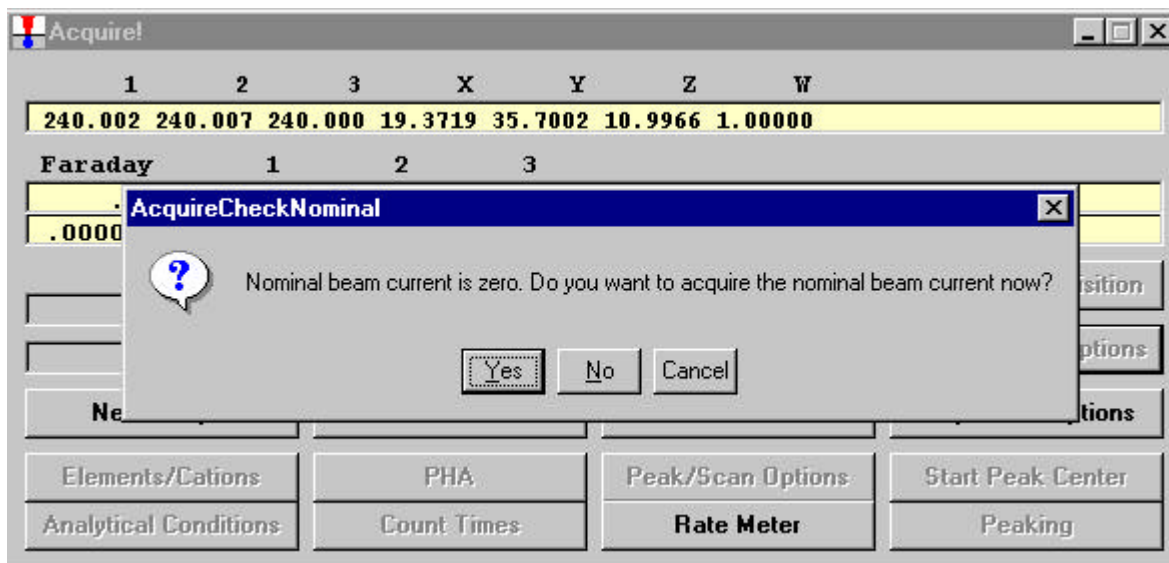 Acquire!
1 2 3 X Y Z W
240.002 240.007 240.000 19.3719 35.7002 10.9966 1.00000
Faraday 1 2 3
AcquireCheckNominal
Nominal beam current is zero. Do you want to acquire the nominal beam current now?
Yes No Cancel
Elements/Cations PHA Peak/Scan Options Start Peak Center
Analytical Conditions Count Times Rate Meter Peaking